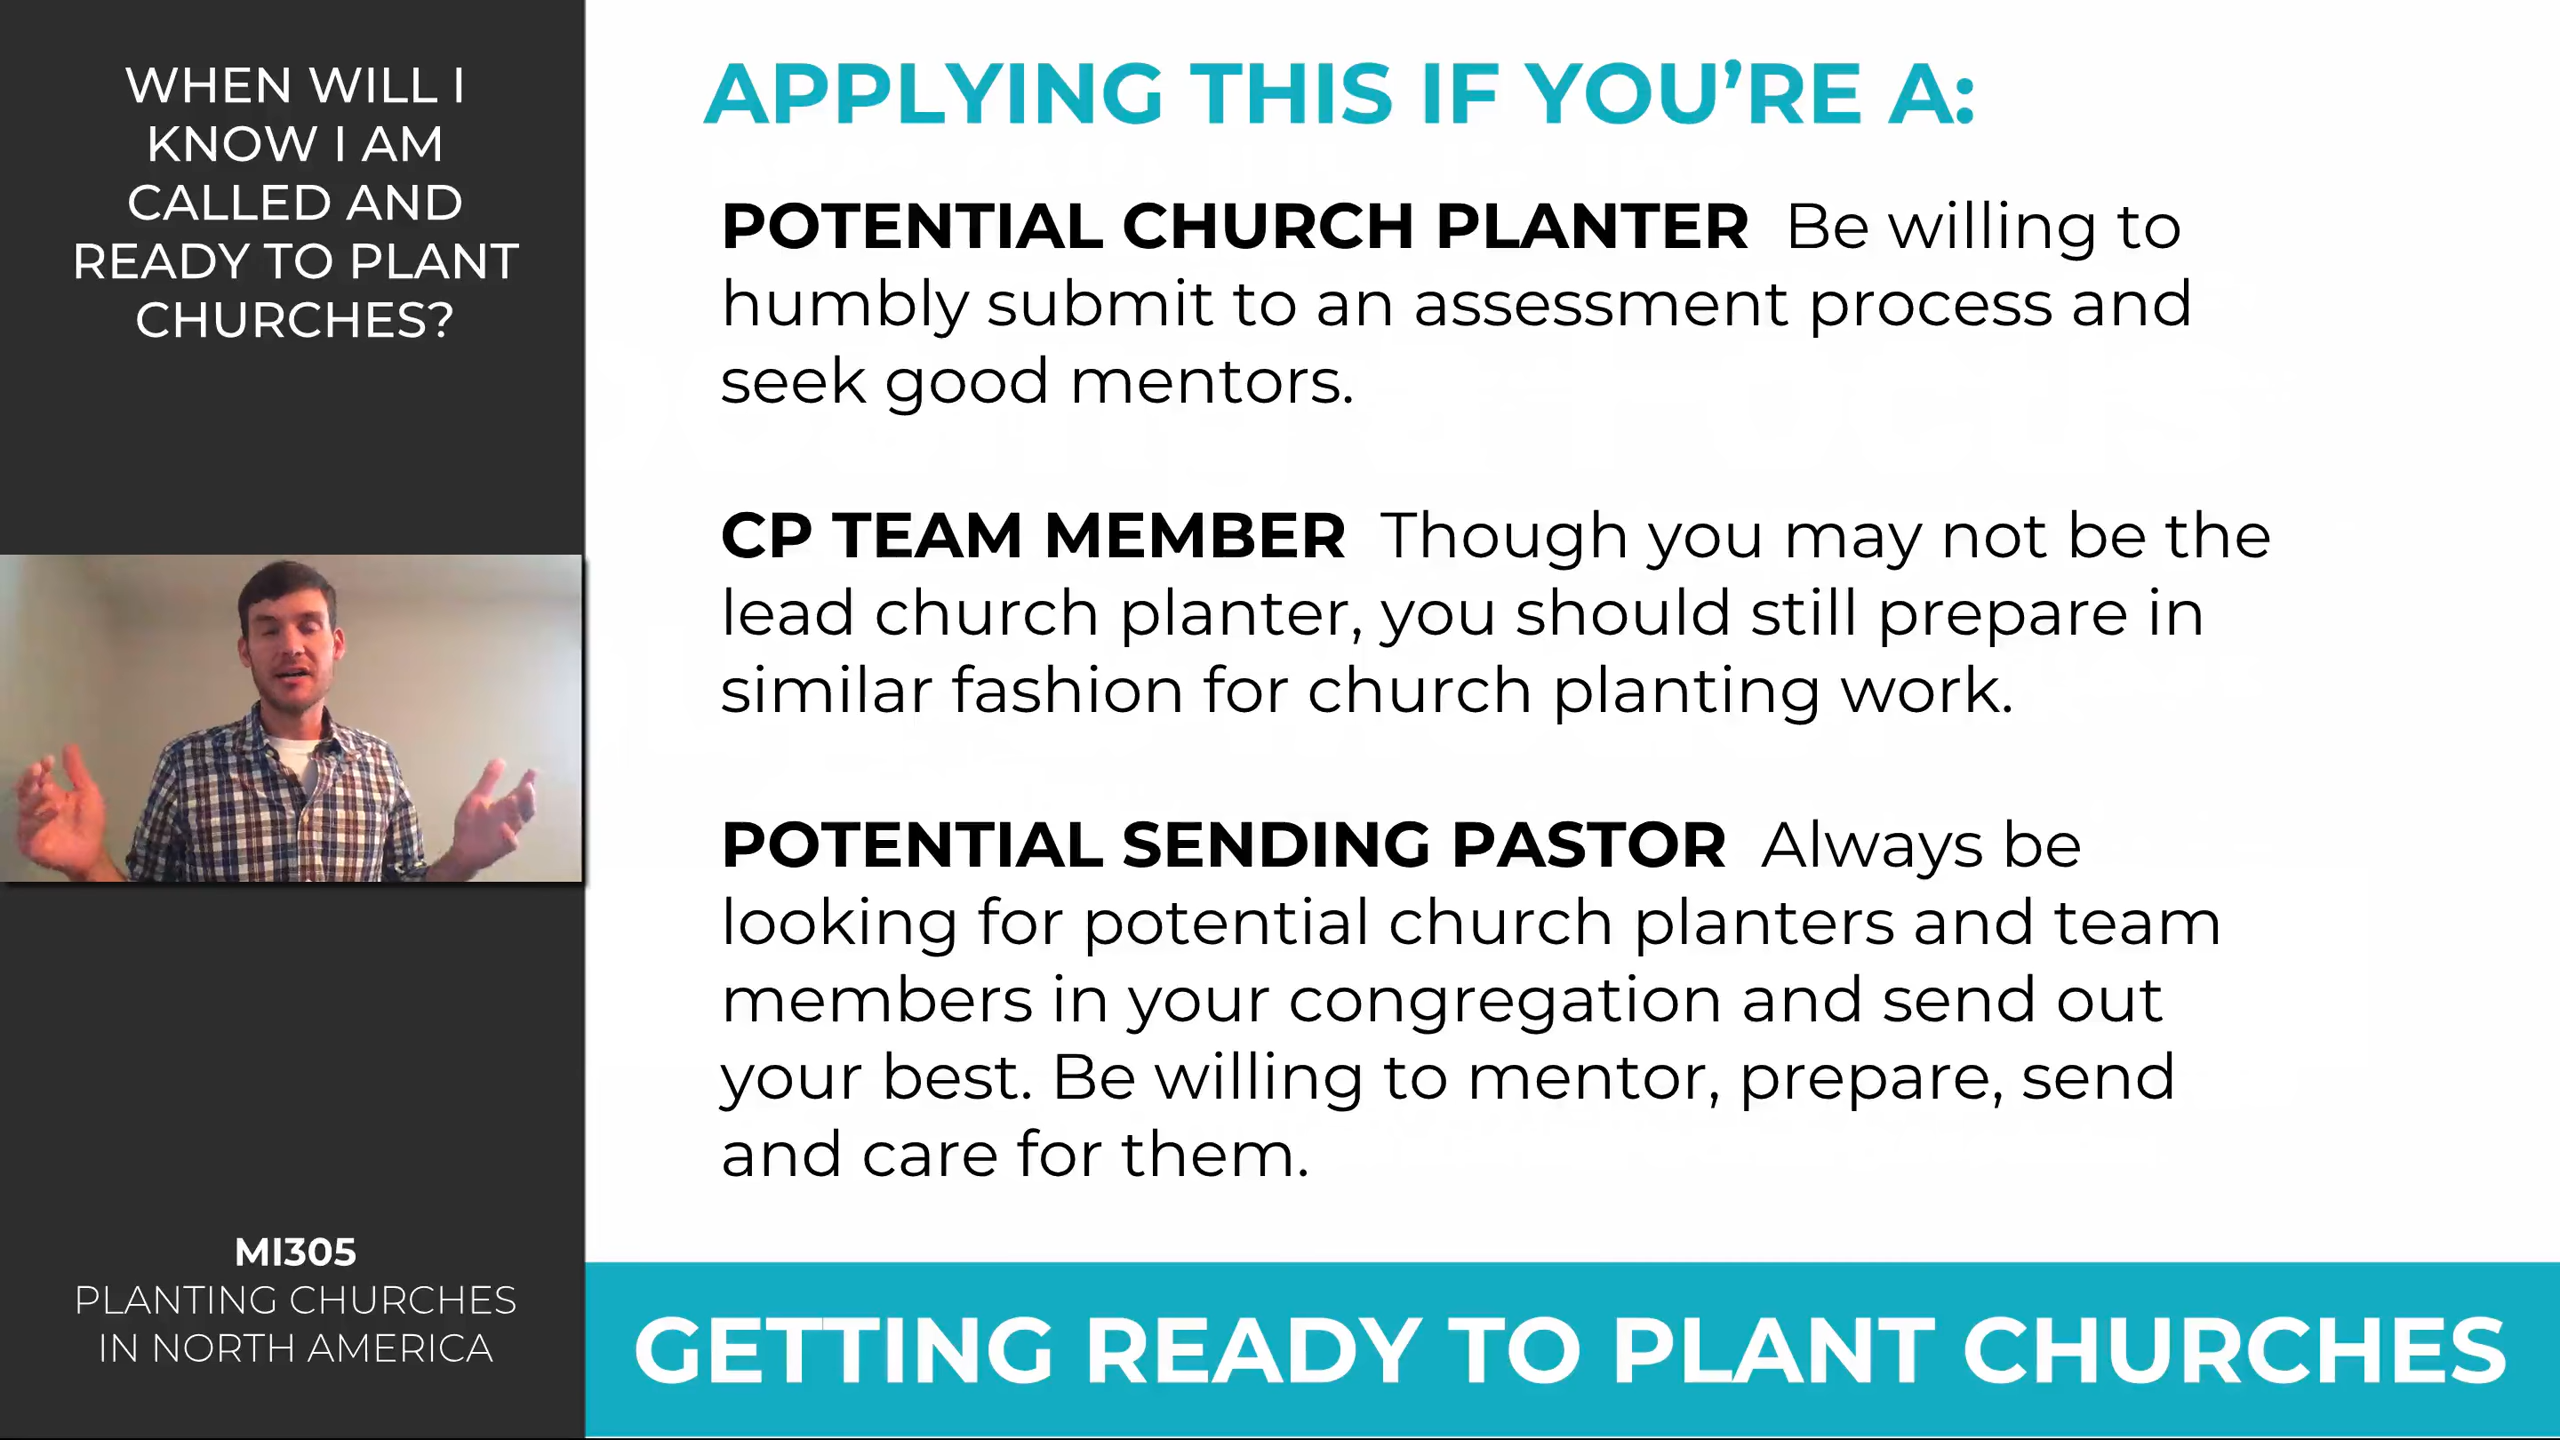 WHEN WILL I
KNOW I AM
CALLED AND
READY TO PLANT
CHURCHES?
MI305
PLANTING CHURCHES
IN NORTH AMERICA
APPLYING THIS IF YOU’RE A:
POTENTIAL CHURCH PLANTER Be willing to
humbly submit to an assessment process and
seek good mentors.
CP TEAM MEMBER Though you may not be the
lead church planter, you should still prepare in
similar fashion for church planting work.
POTENTIAL SENDING PASTOR Always be
looking for potential church planters and team
members in your congregation and send out
your best. Be willing to mentor, prepare, send
and care for them.
GETTING READY TO PLANT CHURCHES